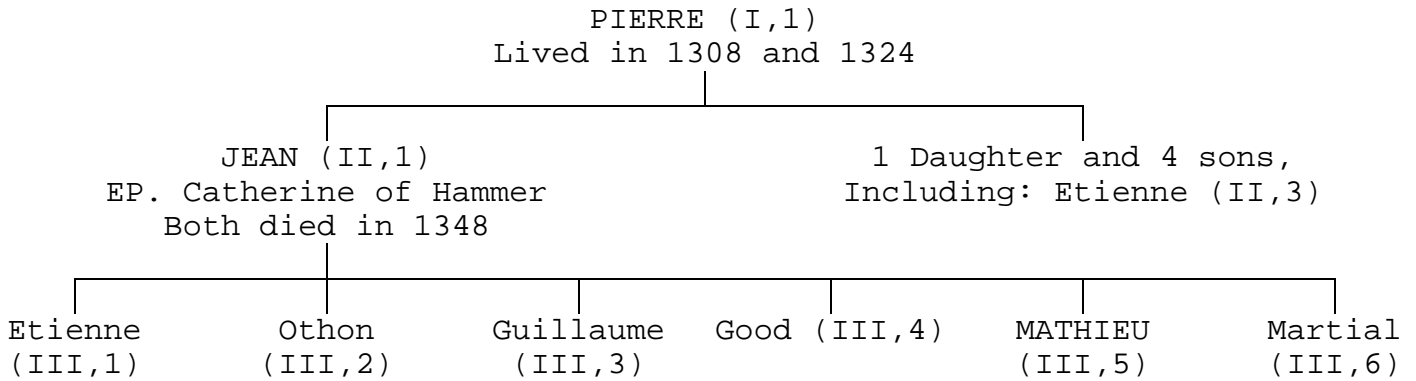 PIERRE (I,1)
Lived in 1308 and 1324
JEAN (II,1)
EP. Catherine of Hammer
Both died in 1348
1 Daughter and 4 sons,
Including: Etienne (II,3)
Etienne
(III,1)
Othon
(III,2)
Guillaume
(III,3)
Good (III,4)
MATHIEU
(III,5)
Martial
(III,6)